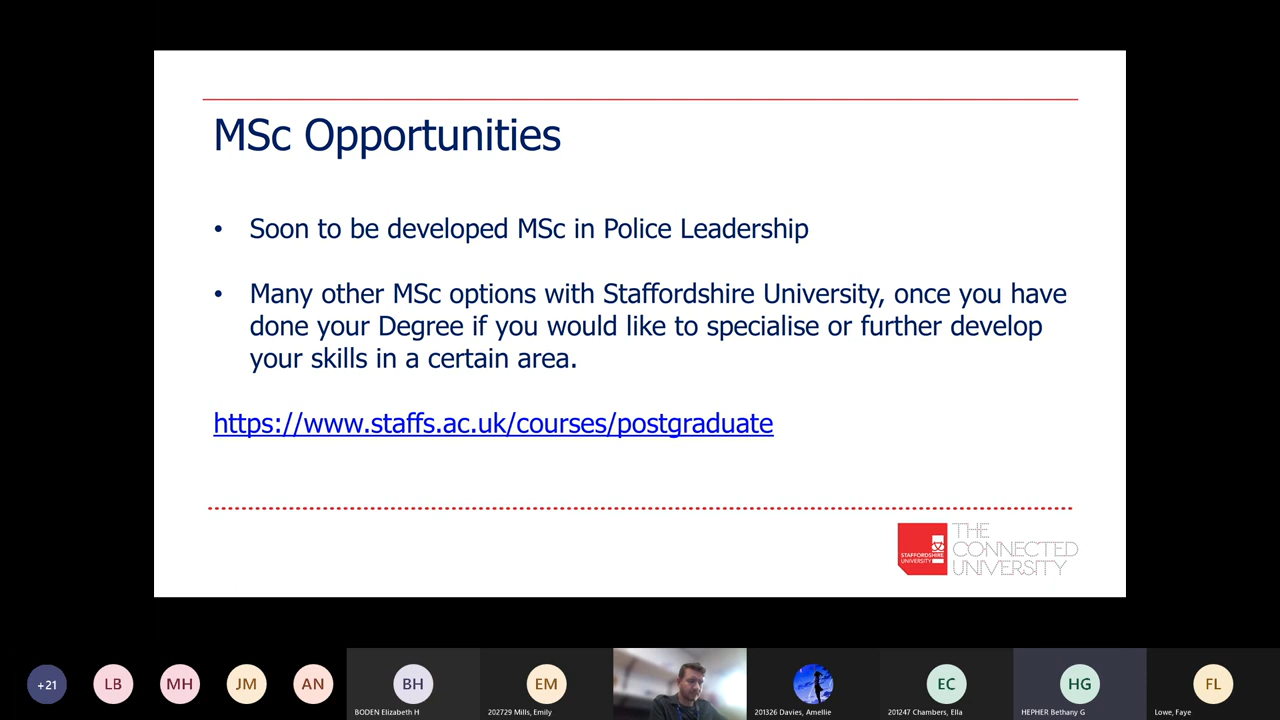 MSc Opportunities
• Soon to be developed MSc in Police Leadership
• Many other MSc options with Staffordshire University, once you have
done your Degree if you would like to specialise or further develop
your skills in a certain area.
https://www.staffs.ac.uk/courses/postgraduate
STAFFORDSHIRE
UNIVERSITY
THE
CONNECTED
UNIVERSITY
+21
LB
MH
JM
AN
BH
EM
EC
HG
FL
BODEN Elizabeth H
202729 Mills, Emily
201326 Davies, Amellie
201247 Chambers, Ella
HEPHER Bethany G
Lowe, Faye